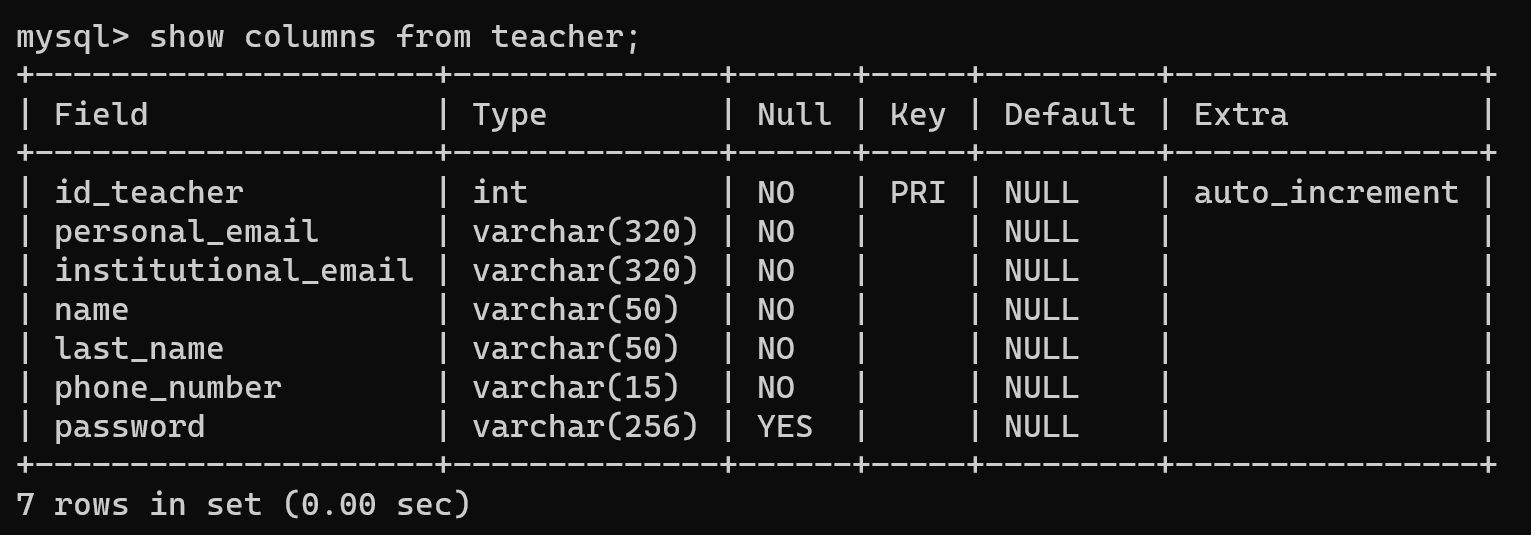 mysql> show columns from teacher;
+---------------------+--------------+------+-----+---------+----------------+
| Field               | Type         | Null | Key | Default | Extra          |
+---------------------+--------------+------+-----+---------+----------------+
| id_teacher          | int          | NO   | PRI | NULL    | auto_increment |
| personal_email      | varchar(320) | NO   |     | NULL    |                |
| institutional_email | varchar(320) | NO   |     | NULL    |                |
| name                | varchar(50)  | NO   |     | NULL    |                |
| last_name           | varchar(50)  | NO   |     | NULL    |                |
| phone_number        | varchar(15)  | NO   |     | NULL    |                |
| password            | varchar(256) | YES  |     | NULL    |                |
+---------------------+--------------+------+-----+---------+----------------+
7 rows in set (0.00 sec)